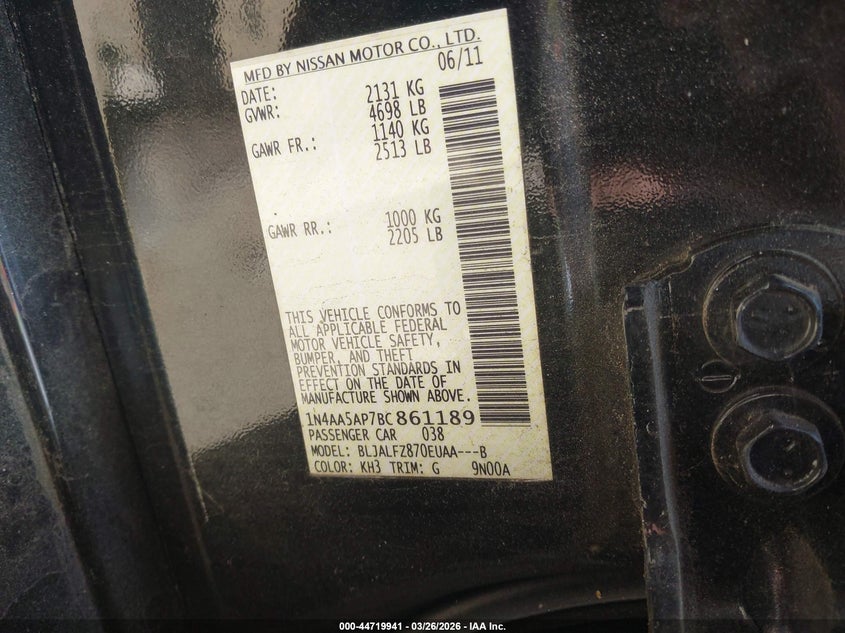 MFD BY NISSAN MOTOR CO., LTD.
DATE: 06/11
GVWR: 2131 KG
4698 LB
GAWR FR.: 1140 KG
2513 LB
GAWR RR.: 1000 KG
2205 LB
THIS VEHICLE CONFORMS TO
ALL APPLICABLE FEDERAL
MOTOR VEHICLE SAFETY,
BUMPER, AND THEFT
PREVENTION STANDARDS IN
EFFECT ON THE DATE OF
MANUFACTURE SHOWN ABOVE.
1N4AA5AP7BC861189
PASSENGER CAR 038
MODEL: BLJALFZ870EUAA---B
COLOR: KH3 TRIM: G 9N00A
000-44719941 - 03/26/2026 - IAA Inc.